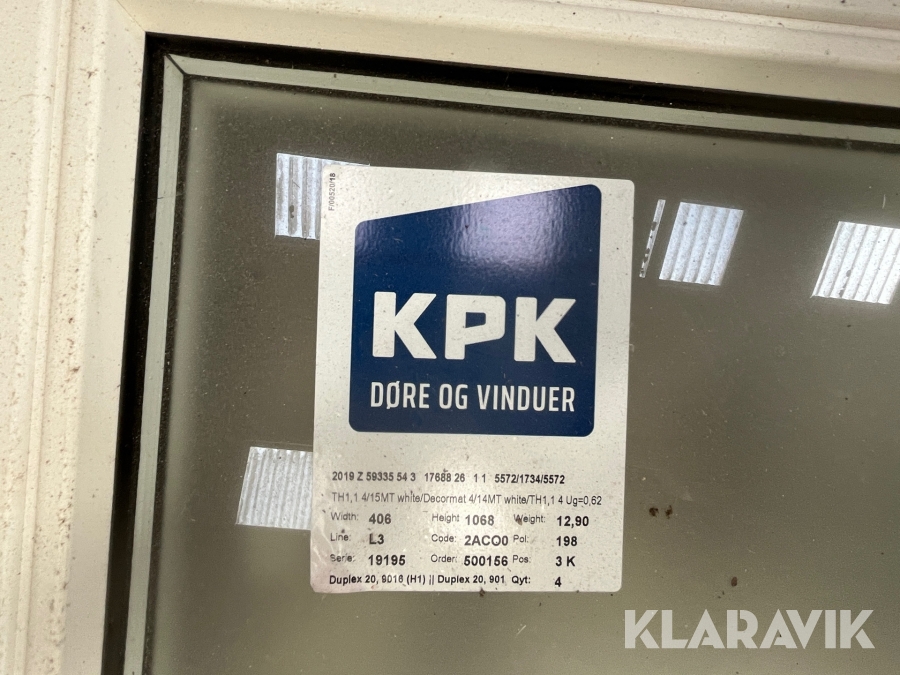 F/00520/18
KPK
DØRE OG VINDUER
2019 Z 59335 54 3 17688 26 1 1 5572/1734/5572
TH1,1 4/15MT white/Decormat 4/14MT white/TH1,1 4 Ug=0,62
Width: 406 Height: 1068 Weight: 12,90
Line: L3 Code: 2ACO0 Pol: 198
Serie: 19195 Order: 500156 Pos: 3 K
Duplex 20, 9016 (H1) || Duplex 20, 901 Qyt: 4
KLARAVIK